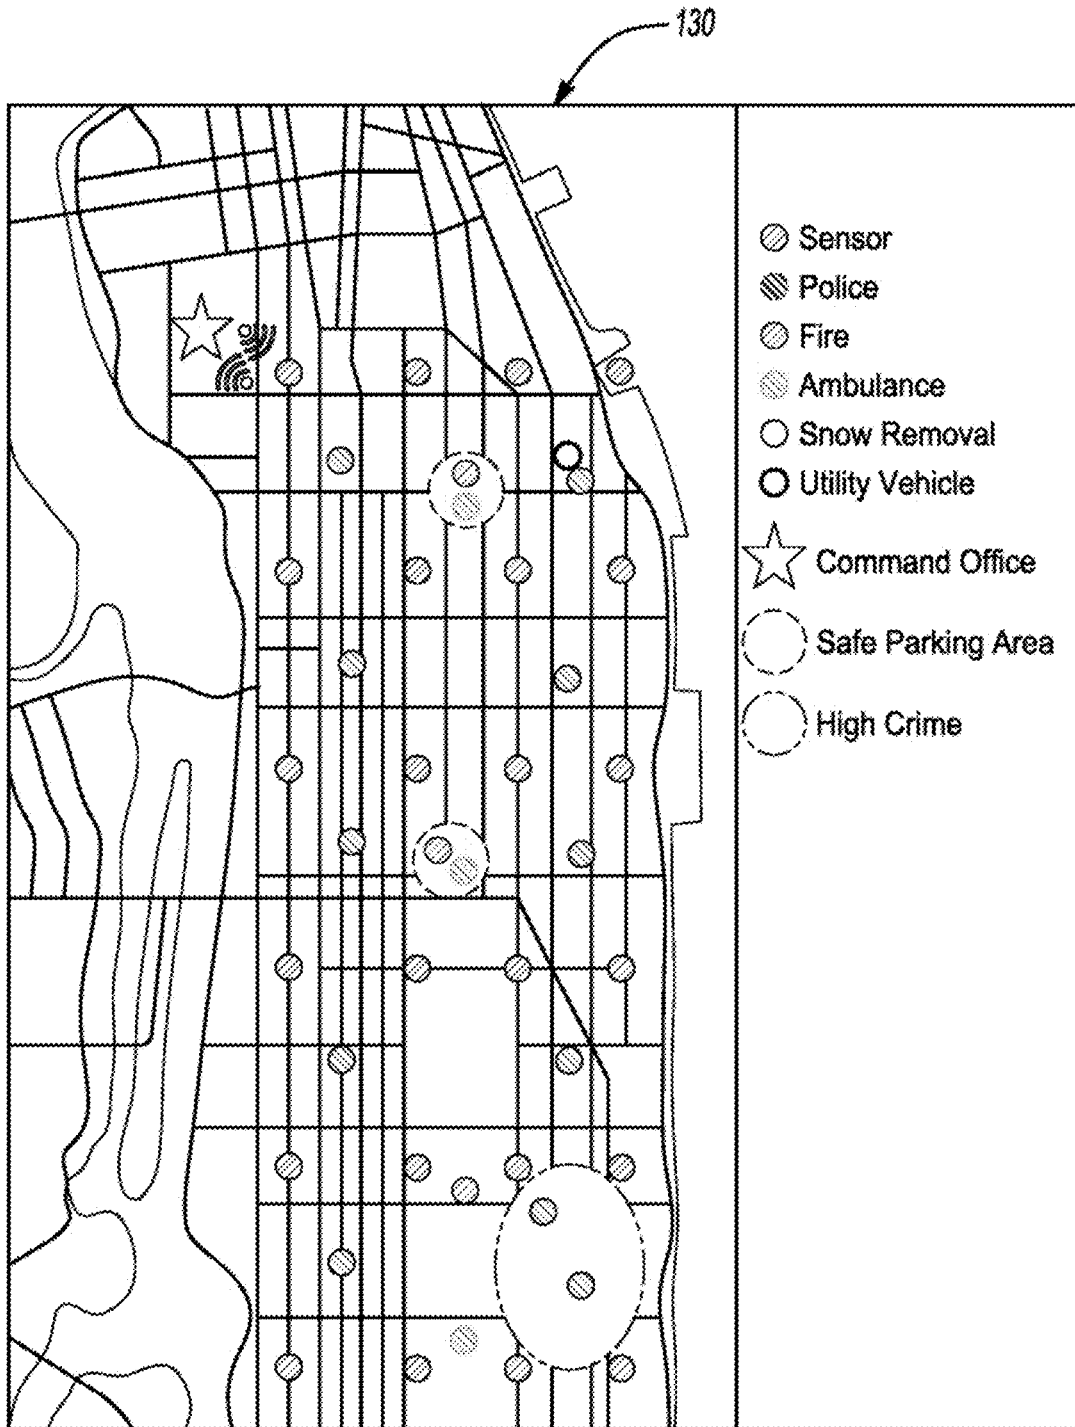 130
Sensor
Police
Fire
Ambulance
Snow Removal
Utility Vehicle
Command Office
Safe Parking Area
High Crime